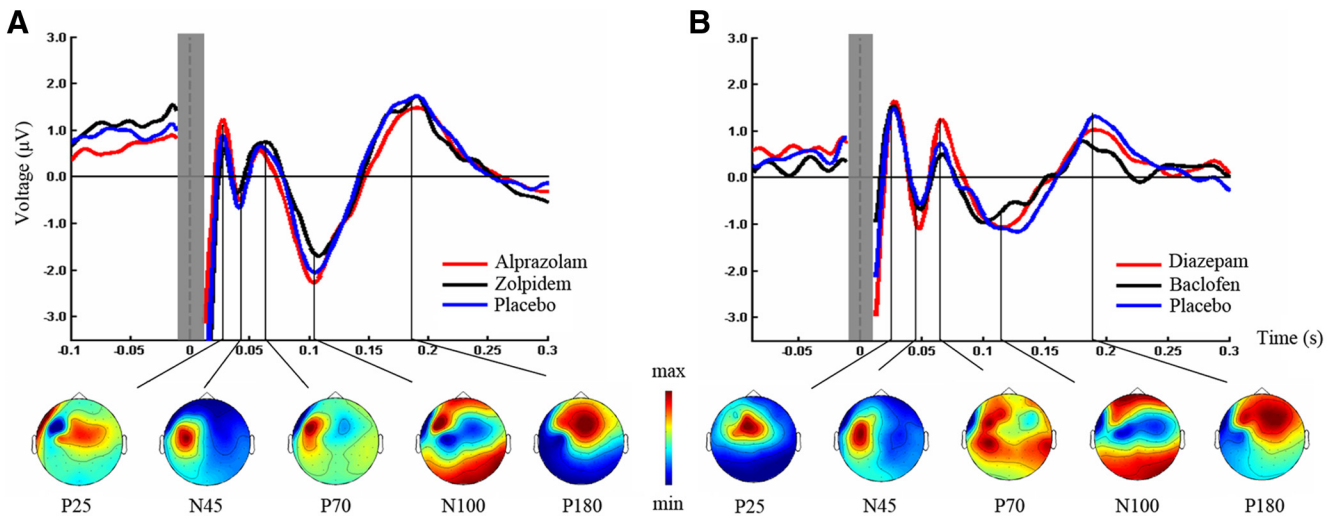 A
3.0
2.0
1.0
0.0
-1.0
-2.0
-3.0
Voltage (µV)
Alprazolam
Zolpidem
Placebo
-0.1
-0.05
0
0.05
0.1
0.15
0.2
0.3
P25
N45
P70
N100
P180
max
min
B
3.0
2.0
1.0
0.0
-1.0
-2.0
-3.0
Diazepam
Baclofen
Placebo
-0.05
0
0.05
0.1
0.15
0.2
0.25
0.3
Time (s)
P25
N45
P70
N100
P180